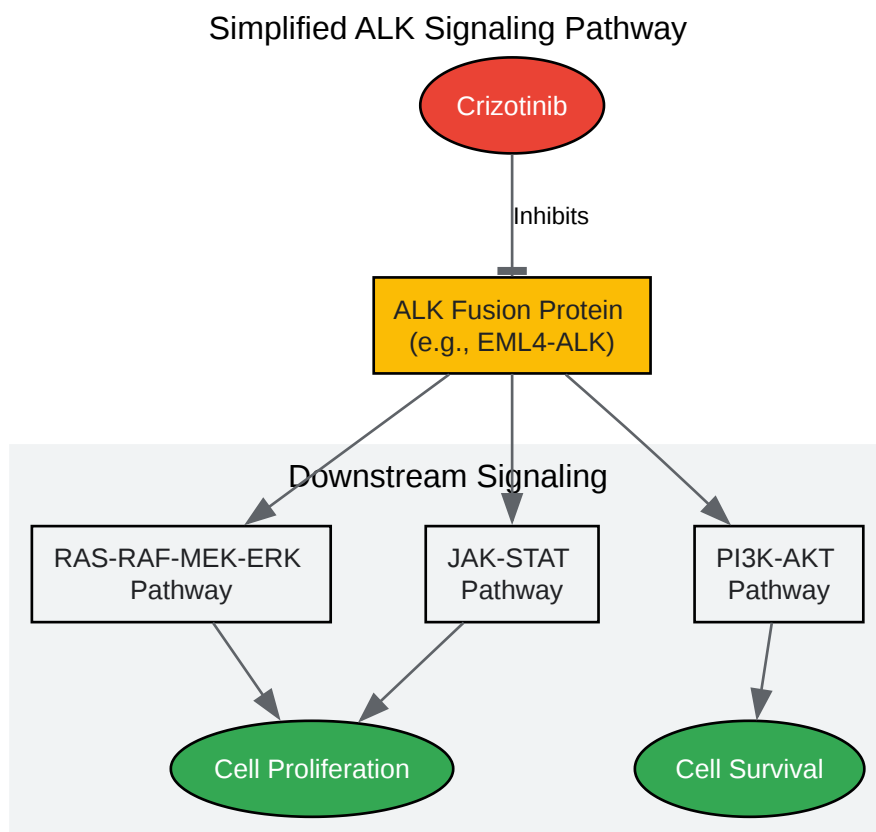 Simplified ALK Signaling Pathway
Crizotinib
Inhibits
ALK Fusion Protein
(e.g., EML4-ALK)
Downstream Signaling
RAS-RAF-MEK-ERK
Pathway
JAK-STAT
Pathway
PI3K-AKT
Pathway
Cell Proliferation
Cell Survival